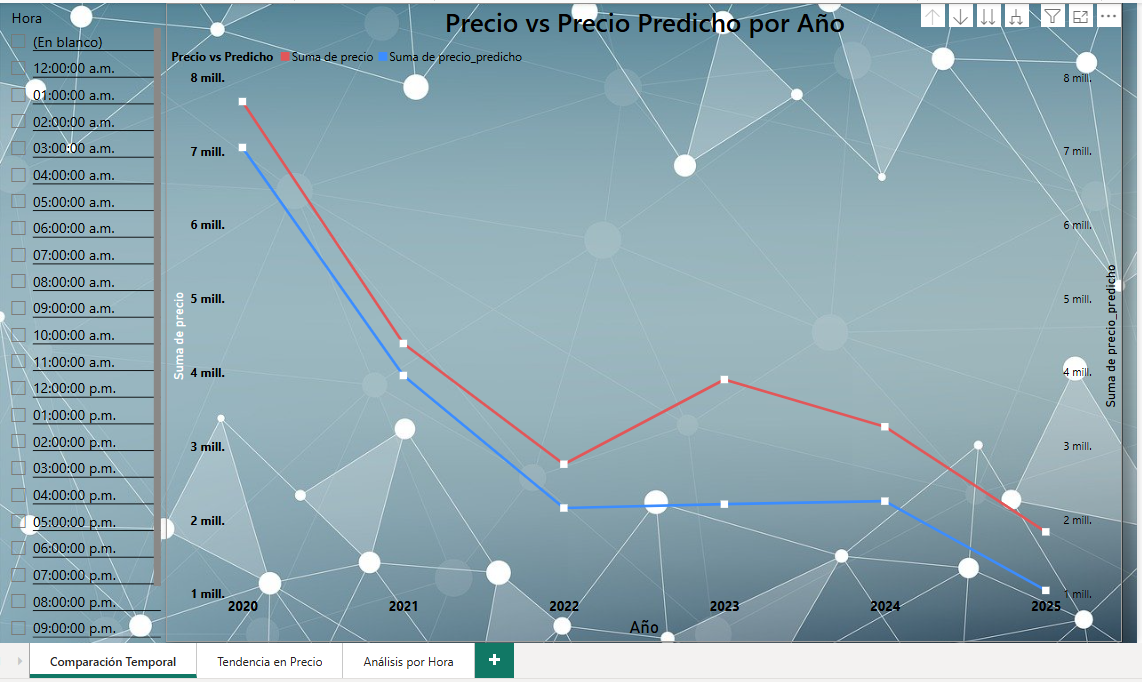 Hora
(En blanco)
12:00:00 a.m.
01:00:00 a.m.
02:00:00 a.m.
03:00:00 a.m.
04:00:00 a.m.
05:00:00 a.m.
06:00:00 a.m.
07:00:00 a.m.
08:00:00 a.m.
09:00:00 a.m.
10:00:00 a.m.
11:00:00 a.m.
12:00:00 p.m.
01:00:00 p.m.
02:00:00 p.m.
03:00:00 p.m.
04:00:00 p.m.
05:00:00 p.m.
06:00:00 p.m.
07:00:00 p.m.
08:00:00 p.m.
09:00:00 p.m.
Precio vs Precio Predicho por Año
Precio vs Predicho Suma de precio Suma de precio_predicho
Suma de precio
8 mill.
7 mill.
6 mill.
5 mill.
4 mill.
3 mill.
2 mill.
1 mill.
8 mill.
7 mill.
6 mill.
5 mill.
4 mill.
3 mill.
2 mill.
1 mill.
Suma de precio_predicho
2020 2021 2022 2023 2024 2025
Año
Comparación Temporal Tendencia en Precio Análisis por Hora +